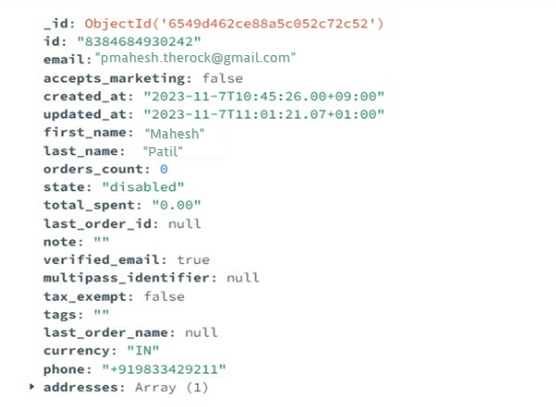 _id: ObjectId('6549d462ce88a5c052c72c52')
id: "8384684930242"
email: "pmahesh.therock@gmail.com"
accepts_marketing: false
created_at: "2023-11-7T10:45:26.00+09:00"
updated_at: "2023-11-7T11:01:21.07+01:00"
first_name: "Mahesh"
last_name: "Patil"
orders_count: 0
state: "disabled"
total_spent: "0.00"
last_order_id: null
note: ""
verified_email: true
multipass_identifier: null
tax_exempt: false
tags: ""
last_order_name: null
currency: "IN"
phone: "+919833429211"
addresses: Array (1)